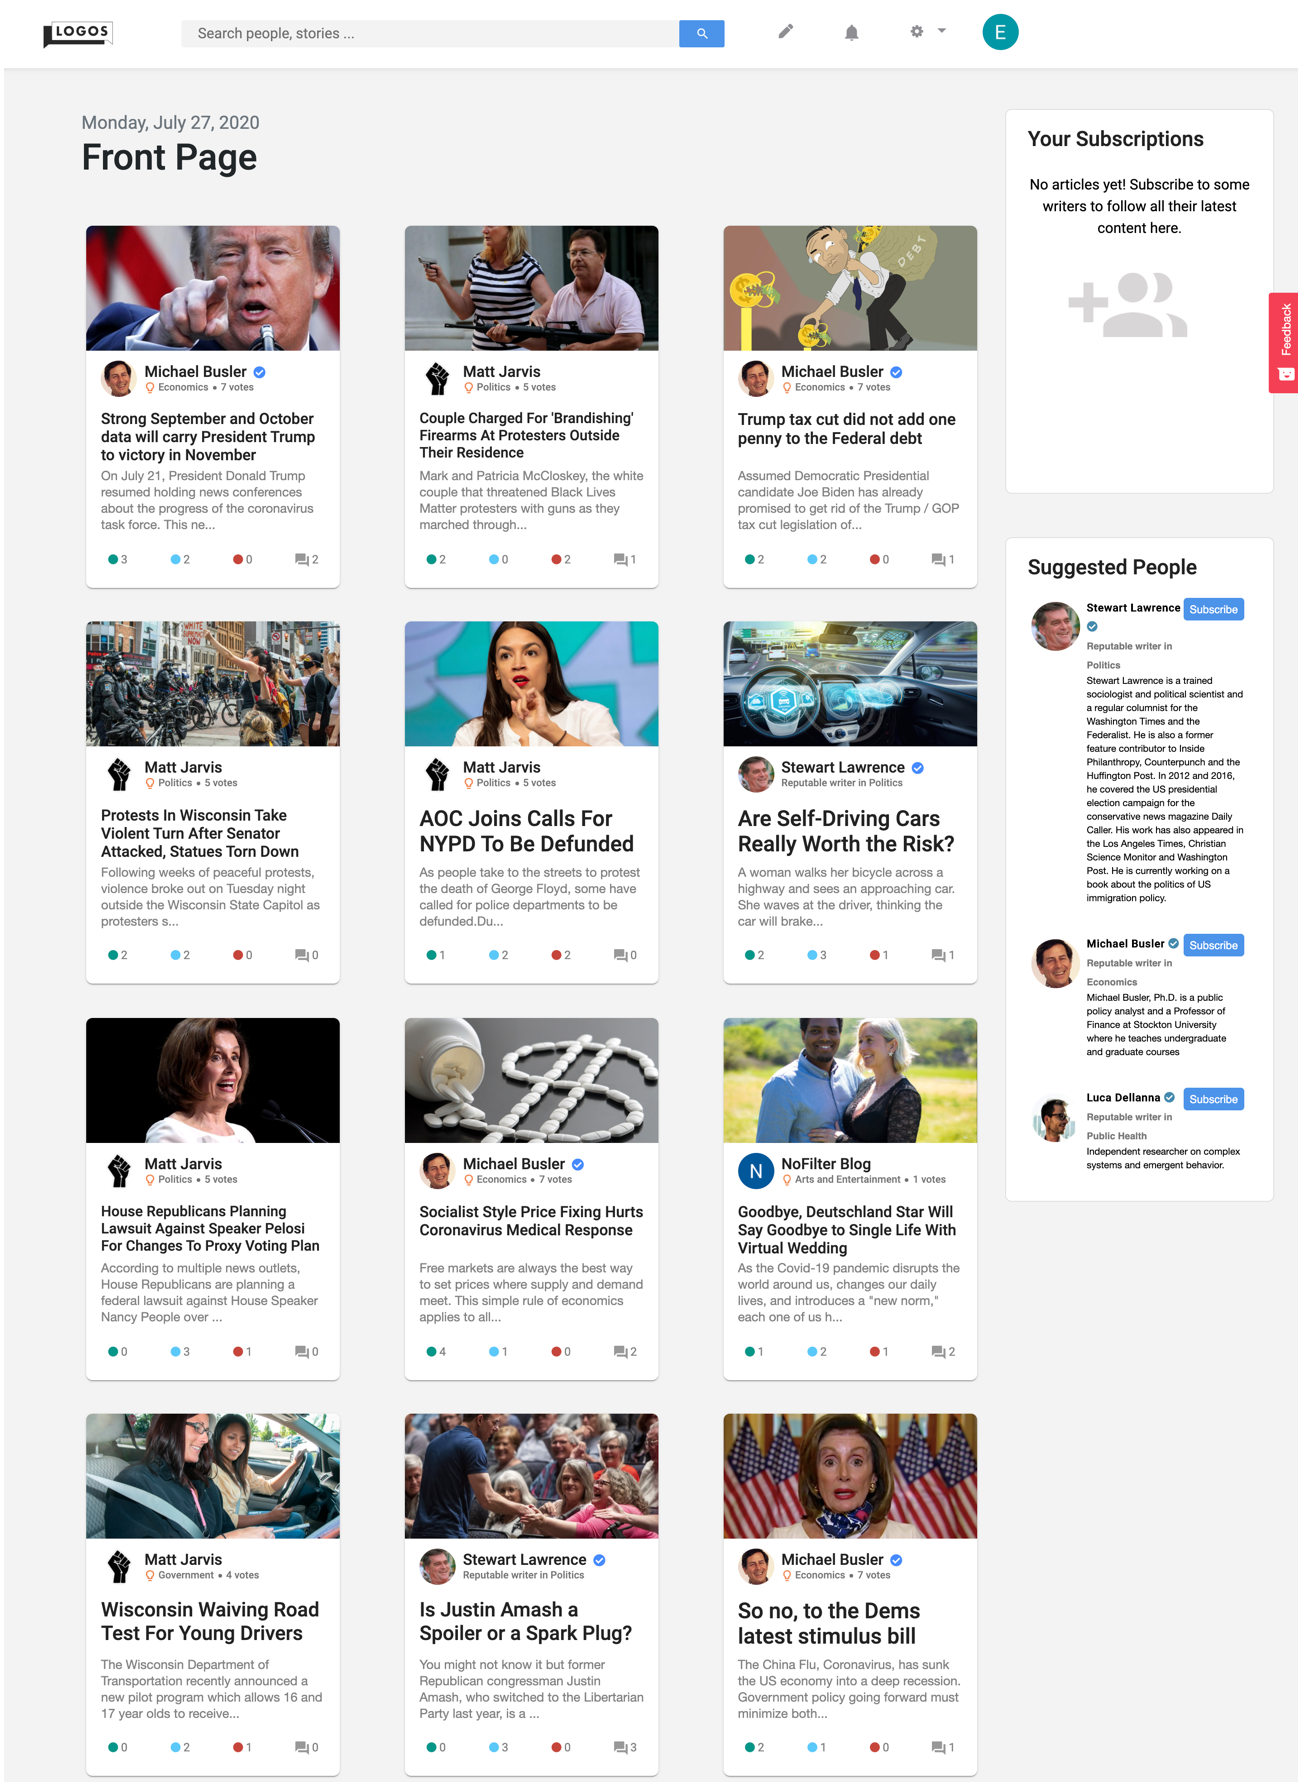 LOGOS
Search people, stories ...
E
Monday, July 27, 2020
Front Page
DEBT
Michael Busler
Economics • 7 votes
Strong September and October
data will carry President Trump
to victory in November
On July 21, President Donald Trump
resumed holding news conferences
about the progress of the coronavirus
task force. This ne...
3 2 0 2
Matt Jarvis
Politics • 5 votes
Couple Charged For 'Brandishing'
Firearms At Protesters Outside
Their Residence
Mark and Patricia McCloskey, the white
couple that threatened Black Lives
Matter protesters with guns as they
marched through...
2 0 2 1
Michael Busler
Economics • 7 votes
Trump tax cut did not add one
penny to the Federal debt
Assumed Democratic Presidential
candidate Joe Biden has already
promised to get rid of the Trump / GOP
tax cut legislation of...
2 2 0 1
WHITE
SUPREMACY
NOW
Matt Jarvis
Politics • 5 votes
Protests In Wisconsin Take
Violent Turn After Senator
Attacked, Statues Torn Down
Following weeks of peaceful protests,
violence broke out on Tuesday night
outside the Wisconsin State Capitol as
protesters s...
2 2 0 0
Matt Jarvis
Politics • 5 votes
AOC Joins Calls For
NYPD To Be Defunded
As people take to the streets to protest
the death of George Floyd, some have
called for police departments to be
defunded.Du...
1 2 2 0
Stewart Lawrence
Reputable writer in Politics
Are Self-Driving Cars
Really Worth the Risk?
A woman walks her bicycle across a
highway and sees an approaching car.
She waves at the driver, thinking the
car will brake...
2 3 1 1
Matt Jarvis
Politics • 5 votes
House Republicans Planning
Lawsuit Against Speaker Pelosi
For Changes To Proxy Voting Plan
According to multiple news outlets,
House Republicans are planning a
federal lawsuit against House Speaker
Nancy People over ...
0 3 1 0
Michael Busler
Economics • 7 votes
Socialist Style Price Fixing Hurts
Coronavirus Medical Response
Free markets are always the best way
to set prices where supply and demand
meet. This simple rule of economics
applies to all...
4 1 0 2
N
NoFilter Blog
Arts and Entertainment • 1 votes
Goodbye, Deutschland Star Will
Say Goodbye to Single Life With
Virtual Wedding
As the Covid-19 pandemic disrupts the
world around us, changes our daily
lives, and introduces a "new norm,"
each one of us h...
1 2 1 2
Matt Jarvis
Government • 4 votes
Wisconsin Waiving Road
Test For Young Drivers
The Wisconsin Department of
Transportation recently announced a
new pilot program which allows 16 and
17 year olds to receive...
0 2 1 0
Stewart Lawrence
Reputable writer in Politics
Is Justin Amash a
Spoiler or a Spark Plug?
You might not know it but former
Republican congressman Justin
Amash, who switched to the Libertarian
Party last year, is a ...
0 3 0 3
Michael Busler
Economics • 7 votes
So no, to the Dems
latest stimulus bill
The China Flu, Coronavirus, has sunk
the US economy into a deep recession.
Government policy going forward must
minimize both...
2 1 0 1
Your Subscriptions
No articles yet! Subscribe to some
writers to follow all their latest
content here.
Feedback
Suggested People
Stewart Lawrence
Subscribe
Reputable writer in
Politics
Stewart Lawrence is a trained
sociologist and political scientist and
a regular columnist for the
Washington Times and the
Federalist. He is also a former
feature contributor to Inside
Philanthropy, Counterpunch and the
Huffington Post. In 2012 and 2016,
he covered the US presidential
election campaign for the
conservative news magazine Daily
Caller. His work has also appeared in
the Los Angeles Times, Christian
Science Monitor and Washington
Post. He is currently working on a
book about the politics of US
immigration policy.
Michael Busler
Subscribe
Reputable writer in
Economics
Michael Busler, Ph.D. is a public
policy analyst and a Professor of
Finance at Stockton University
where he teaches undergraduate
and graduate courses
Luca Dellanna
Subscribe
Reputable writer in
Public Health
Independent researcher on complex
systems and emergent behavior.